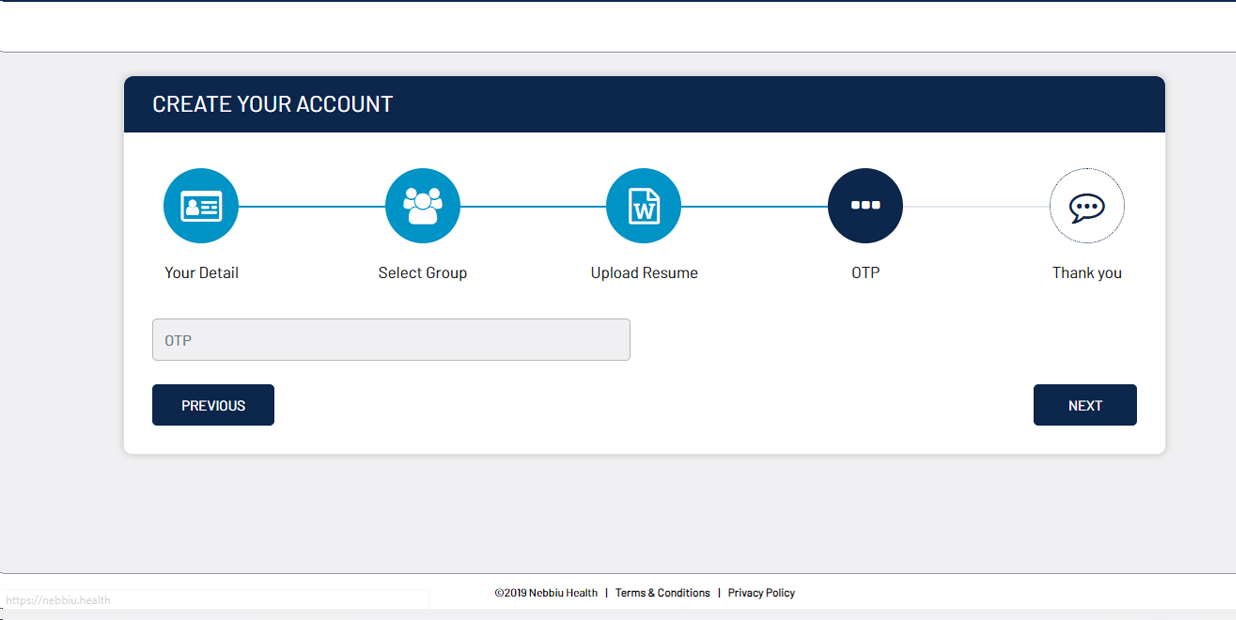 CREATE YOUR ACCOUNT
W
Your Detail Select Group Upload Resume OTP Thank you
OTP
PREVIOUS NEXT
©2019 Nebbiu Health | Terms & Conditions | Privacy Policy
https://nebbiu.health